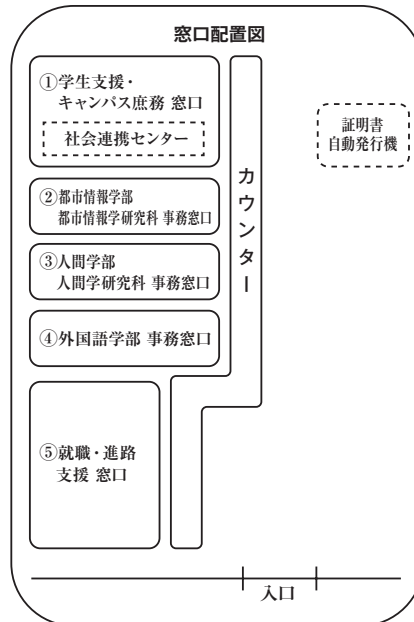 窓口配置図
①学生支援・
キャンパス庶務 窓口
社会連携センター
②都市情報学部
都市情報学研究科 事務窓口
③人間学部
人間学研究科 事務窓口
④外国語学部 事務窓口
⑤就職・進路
支援 窓口
カウンター
証明書
自動発行機
入口